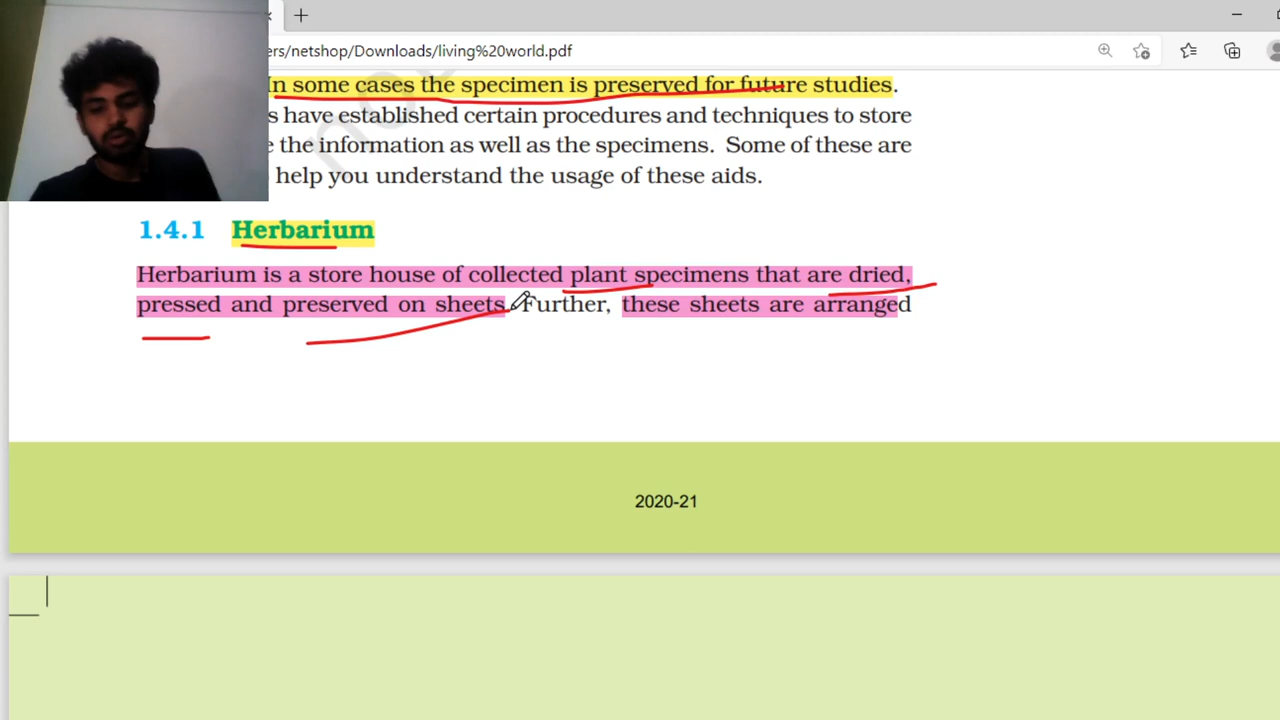 ers/netshop/Downloads/living%20world.pdf
In some cases the specimen is preserved for future studies.
s have established certain procedures and techniques to store
e the information as well as the specimens. Some of these are
help you understand the usage of these aids.
1.4.1 Herbarium
Herbarium is a store house of collected plant specimens that are dried,
pressed and preserved on sheets. Further, these sheets are arranged
2020-21